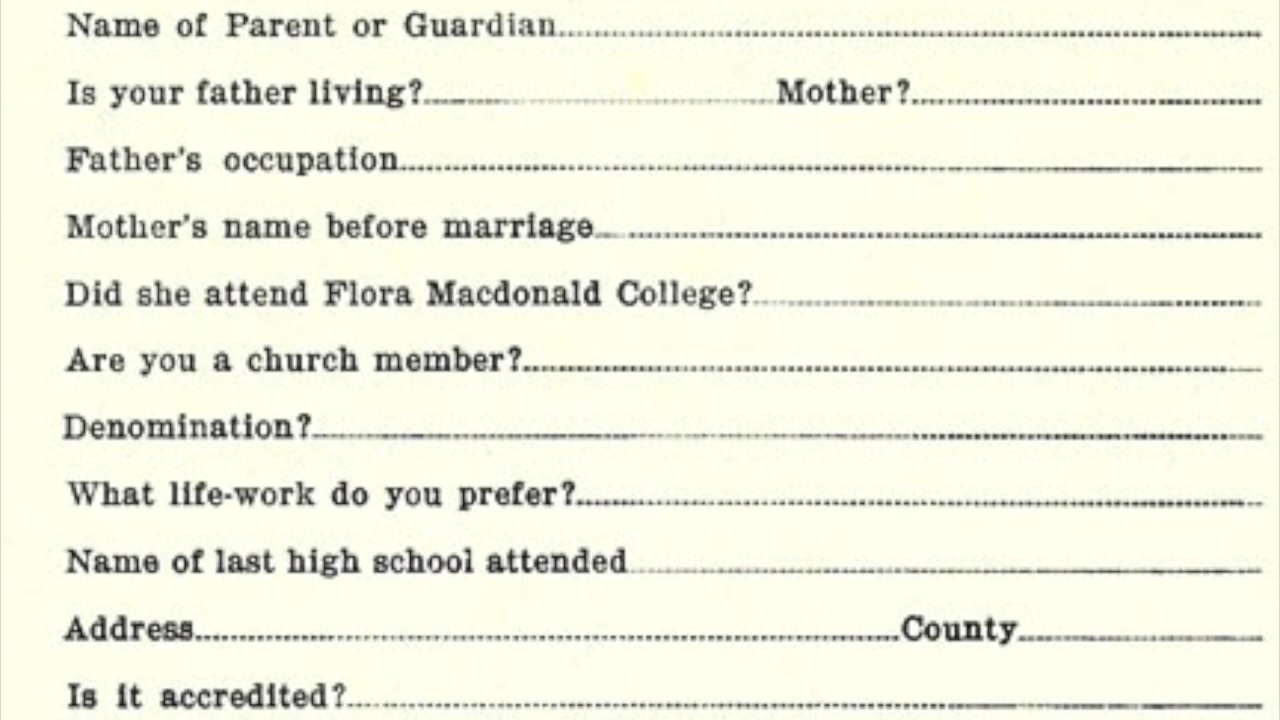 Name of Parent or Guardian
Is your father living? Mother?
Father's occupation
Mother's name before marriage
Did she attend Flora Macdonald College?
Are you a church member?
Denomination?
What life-work do you prefer?
Name of last high school attended
Address County
Is it accredited?